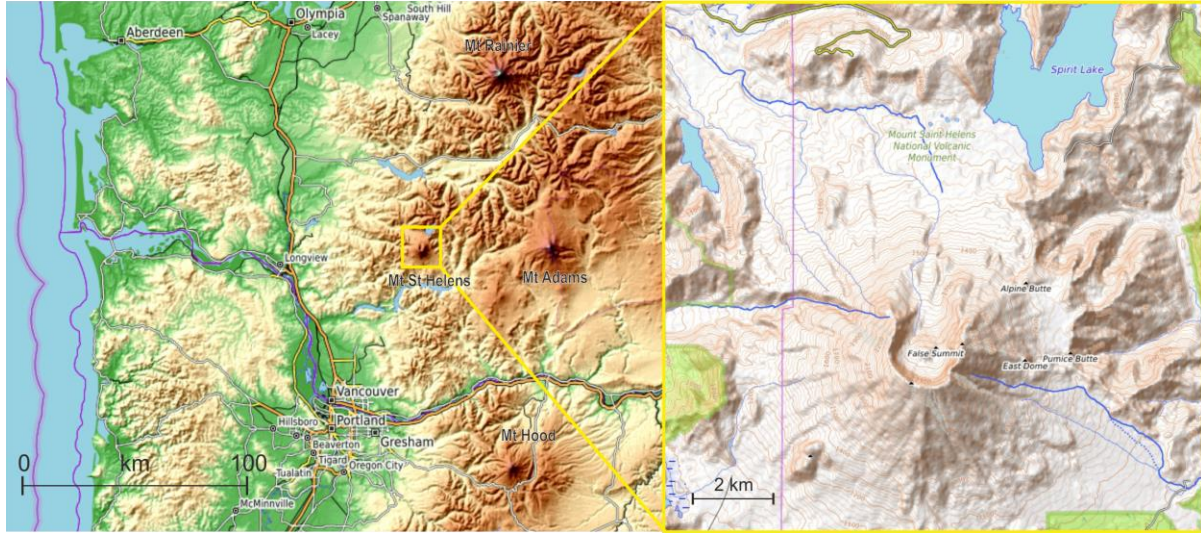 Olympia
South Hill
Spanaway
Lacey
Aberdeen
Mt Rainier
Longview
Mt St Helens
Mt Adams
Vancouver
Portland
Hillsboro
Gresham
Beaverton
Tigard
Oregon City
Tualatin
McMinnville
Mt Hood
0 km 100
Spirit Lake
Mount Saint Helens
National Volcanic
Monument
Alpine Butte
False Summit
East Dome
Pumice Butte
2 km